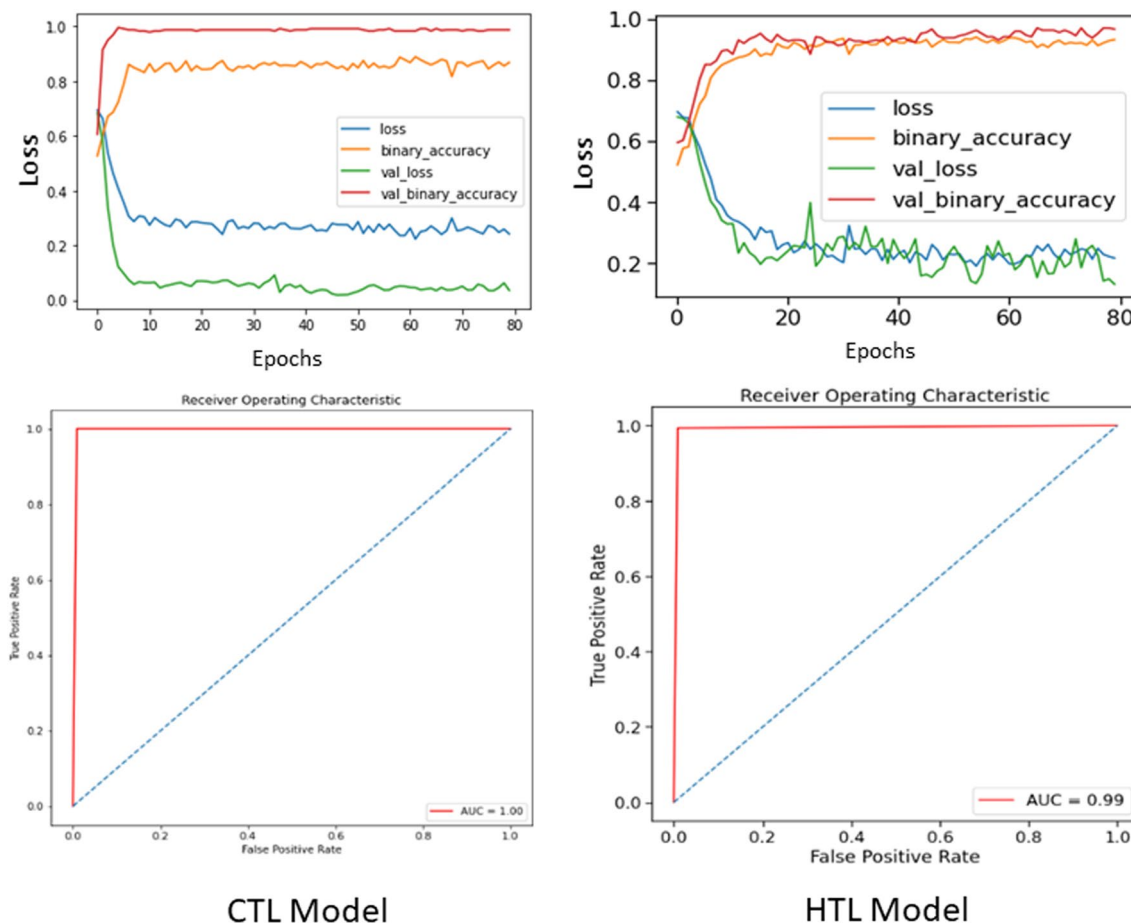 1.0
0.8
0.6
0.4
0.2
0.0
Loss
loss
binary_accuracy
val_loss
val_binary_accuracy
0 10 20 30 40 50 60 70 80
Epochs
1.0
0.8
0.6
0.4
0.2
Loss
loss
binary_accuracy
val_loss
val_binary_accuracy
0 20 40 60 80
Epochs
Receiver Operating Characteristic
1.0
0.8
0.6
0.4
0.2
0.0
True Positive Rate
AUC = 1.00
0.0 0.2 0.4 0.6 0.8 1.0
False Positive Rate
Receiver Operating Characteristic
1.0
0.8
0.6
0.4
0.2
0.0
True Positive Rate
AUC = 0.99
0.0 0.2 0.4 0.6 0.8 1.0
False Positive Rate
CTL Model
HTL Model